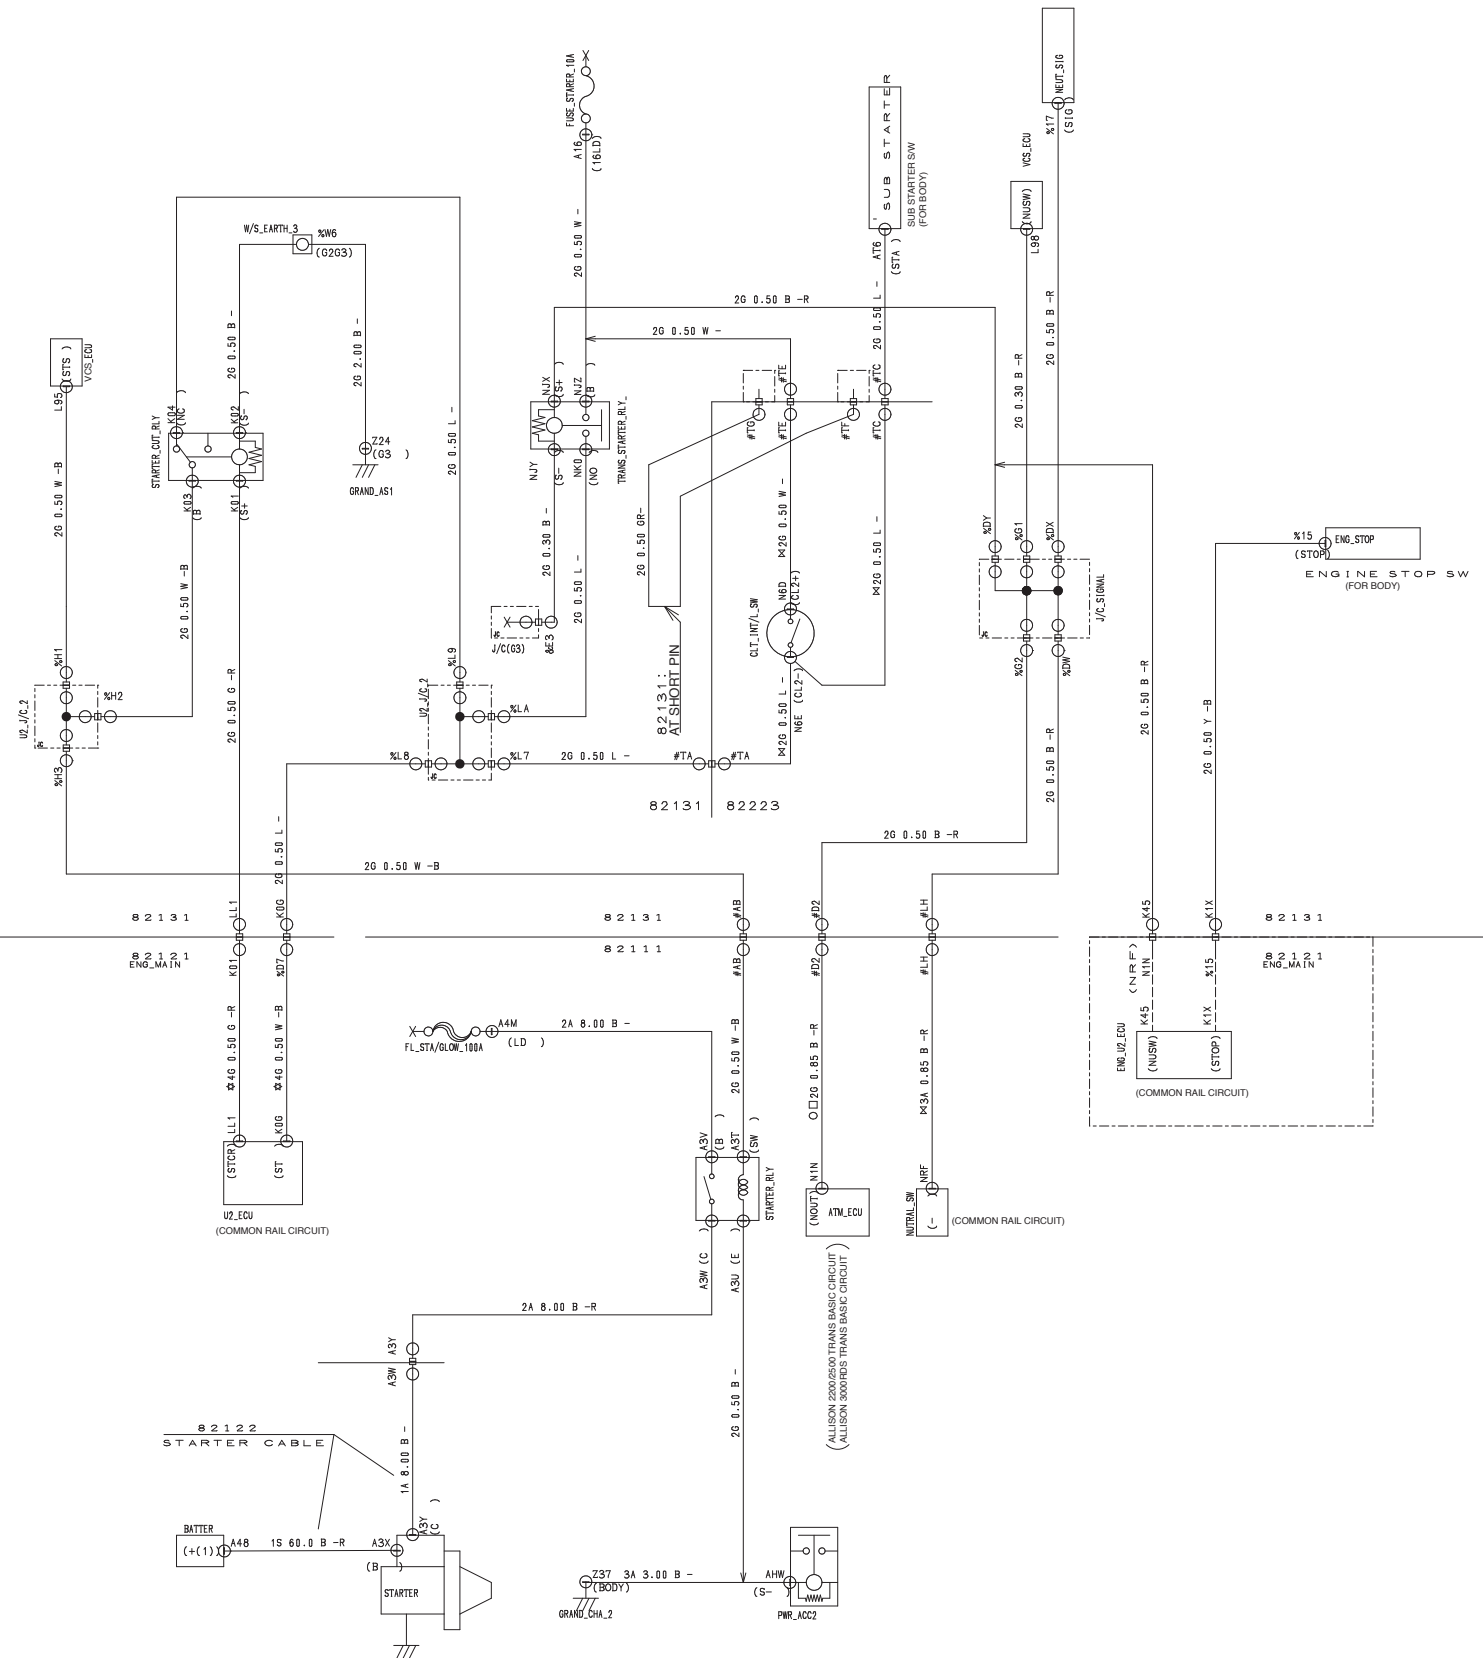 NEUT_SIG
%17
(SIG )
FUSE_STARER_10A
A16
(16LD)
SUB STARTER
SUB STARTER S/W
(FOR BODY)
AT6
(STA )
VCS_ECU
(NUSW)
L98
W/S_EARTH_3
%W6
(G2G3)
2G 0.50 W -
2G 0.50 B -R
2G 0.50 W -
2G 0.50 L -
2G 0.50 B -R
2G 0.30 B -R
VCS_ECU
(STS )
L95
2G 0.50 B -
2G 2.00 B -
2G 0.50 L -
K04
(NC )
K02
(S- )
STARTER_CUT_RLY
K03
(B )
K01
(S+ )
Z24
(G3 )
GRAND_AS1
NJX
(S+ )
NJZ
(B )
TRANS_STARTER_RLY_
NJY
(S- )
NK0
(NO )
#TG
#TE
#TE
#TF
#TC
#TC
2G 0.50 W -B
2G 0.50 W -B
2G 0.50 G -R
2G 0.30 B -
2G 0.50 L -
2G 0.50 GR-
⋈2G 0.50 W -
⋈2G 0.50 L -
%DY
%G1
%DX
JC
J/C_SIGNAL
%G2
%DW
%15
(STOP)
ENG_STOP
ENGINE STOP SW
(FOR BODY)
N6D
(CL2+)
CLT_INT/L_SW
N6E (CL2-)
⋈2G 0.50 L -
JC
J/C(G3)
&E3
82131:
AT SHORT PIN
%H1
%H2
U2_J/C_2
JC
%H3
%L9
U2_J/C_2
%LA
%L8
%L7
JC
2G 0.50 L -
#TA
#TA
82131
82223
2G 0.50 B -R
2G 0.50 B -R
2G 0.50 Y -B
2G 0.50 B -R
2G 0.50 L -
2G 0.50 W -B
82131
LL1
K0G
82131
#AB
#D2
#LH
K45
K1X
82131
82121
ENG_MAIN
K01
%D7
82111
#AB
#D2
#LH
(NRF)
N1N
%15
82121
ENG_MAIN
✡4G 0.50 G -R
✡4G 0.50 W -B
FL_STA/GLOW_100A
A4M
(LD )
2A 8.00 B -
2G 0.50 W -B
○□2G 0.85 B -R
⋈3A 0.85 B -R
K45
K1X
ENG_U2_ECU
(NUSW)
(STOP)
(COMMON RAIL CIRCUIT)
LL1
K0G
(STCR)
(ST )
U2_ECU
(COMMON RAIL CIRCUIT)
A3V
(B )
A3T
(SW )
STARTER_RLY
A3W (C )
A3U (E )
N1N
(NOUT)
ATM_ECU
(ALLISON 2200/2500 TRANS BASIC CIRCUIT)
(ALLISON 3000RDS TRANS BASIC CIRCUIT)
NRF
NUTRAL_SW
(- )
(COMMON RAIL CIRCUIT)
2A 8.00 B -R
A3Y
A3W
2G 0.50 B -
82122
STARTER CABLE
1A 8.00 B -
A3Y
(C )
BATTER
(+(1))
A48
1S 60.0 B -R
A3X
(B )
STARTER
Z37
(BODY)
GRAND_CHA_2
3A 3.00 B -
AHW
(S- )
PWR_ACC2